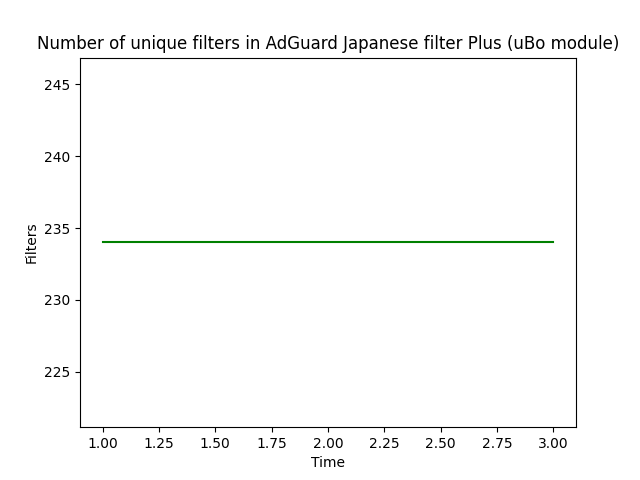 Number of unique filters in AdGuard Japanese filter Plus (uBo module)
245
240
235
230
225
Filters
1.00 1.25 1.50 1.75 2.00 2.25 2.50 2.75 3.00
Time